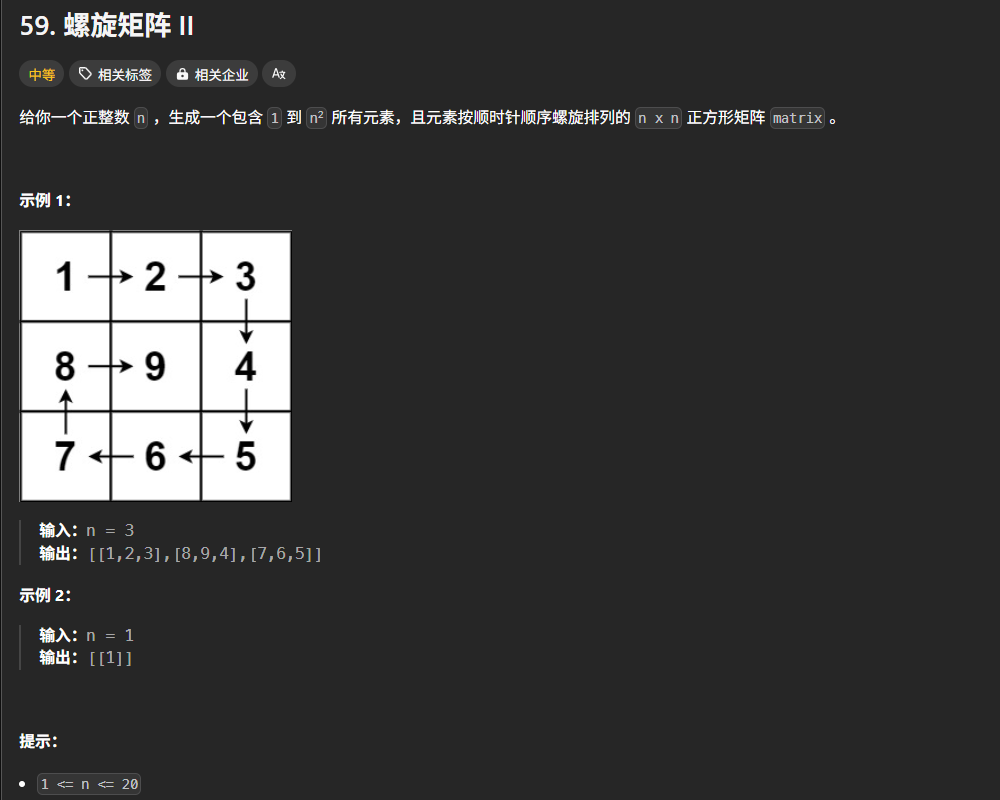 59. 螺旋矩阵 II
中等 相关标签 相关企业 Az
给你一个正整数 n ，生成一个包含 1 到 n² 所有元素，且元素按顺时针顺序螺旋排列的 n x n 正方形矩阵 matrix 。
示例 1：
1 2 3
8 9 4
7 6 5
输入：n = 3
输出：[[1,2,3],[8,9,4],[7,6,5]]
示例 2：
输入：n = 1
输出：[[1]]
提示：
1 <= n <= 20